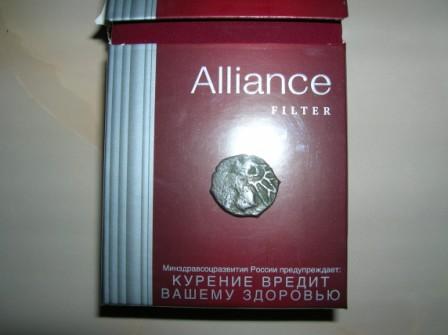 Alliance
FILTER
Минздравсоцразвития России предупреждает:
КУРЕНИЕ ВРЕДИТ
ВАШЕМУ ЗДОРОВЬЮ